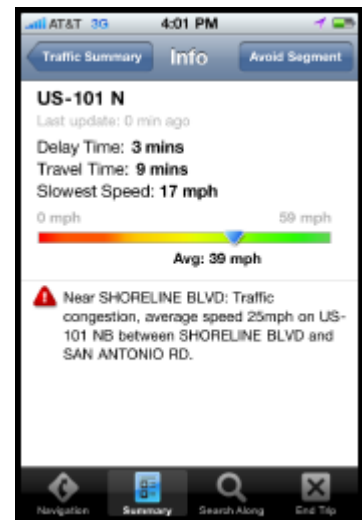 AT&T 3G 4:01 PM
Traffic Summary Info Avoid Segment
US-101 N
Last update: 0 min ago
Delay Time: 3 mins
Travel Time: 9 mins
Slowest Speed: 17 mph
0 mph 59 mph
Avg: 39 mph
Near SHORELINE BLVD: Traffic
congestion, average speed 25mph on US-
101 NB between SHORELINE BLVD and
SAN ANTONIO RD.
Navigation Summary Search Along End Trip